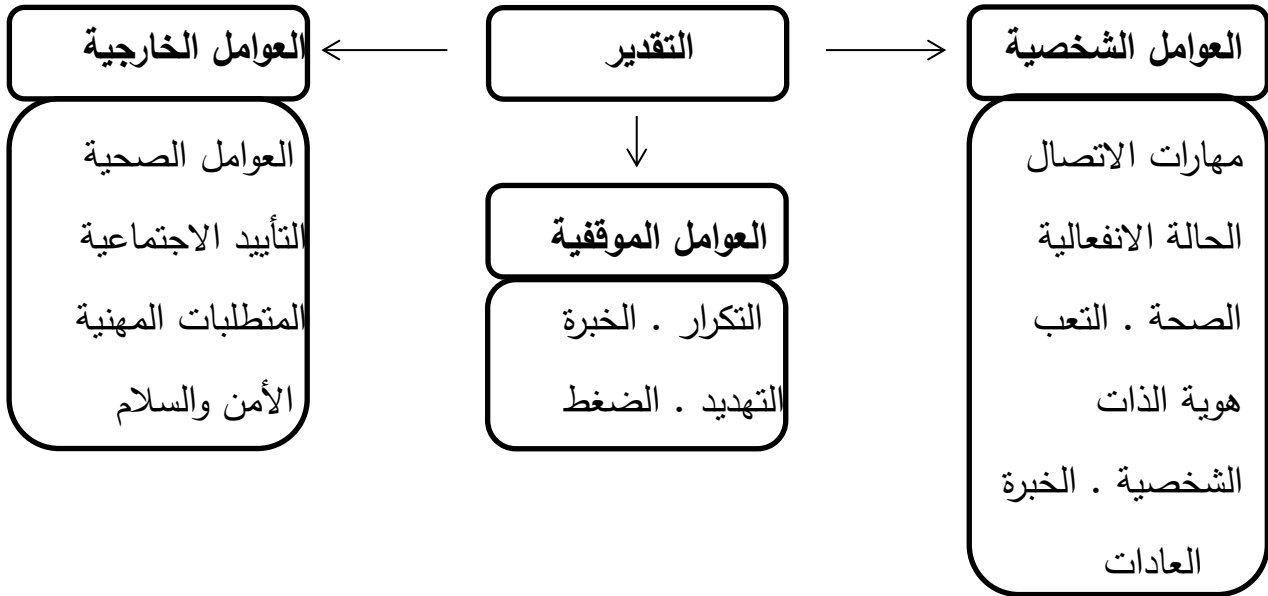 العوامل الشخصية
مهارات الاتصال
الحالة الانفعالية
الصحة . التعب
هوية الذات
الشخصية . الخبرة
العادات
التقدير
العوامل الموقفية
التكرار . الخبرة
التهديد . الضغط
العوامل الخارجية
العوامل الصحية
التأييد الاجتماعية
المتطلبات المهنية
الأمن والسلام